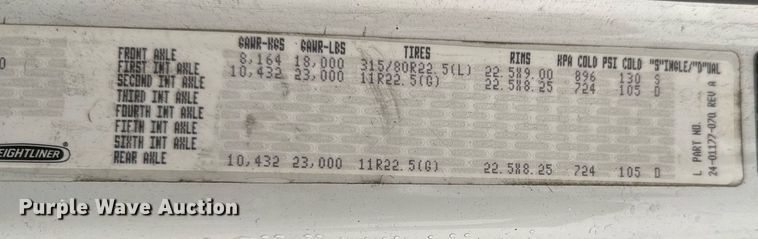 GAWR-KGS GAWR-LBS TIRES RIMS KPA COLD PSI COLD "S"INGLE/"D"UAL
FRONT AXLE 8,164 18,000 315/80R22.5(L) 22.5X9.00 896 130 S
FIRST INT AXLE 10,432 23,000 11R22.5(G) 22.5X8.25 724 105 D
SECOND INT AXLE
THIRD INT AXLE
FOURTH INT AXLE
FIFTH INT AXLE
SIXTH INT AXLE
REAR AXLE 10,432 23,000 11R22.5(G) 22.5X8.25 724 105 D
EIGHTLINER
L PART NO.
24-01177-070 REV A
Purple Wave Auction